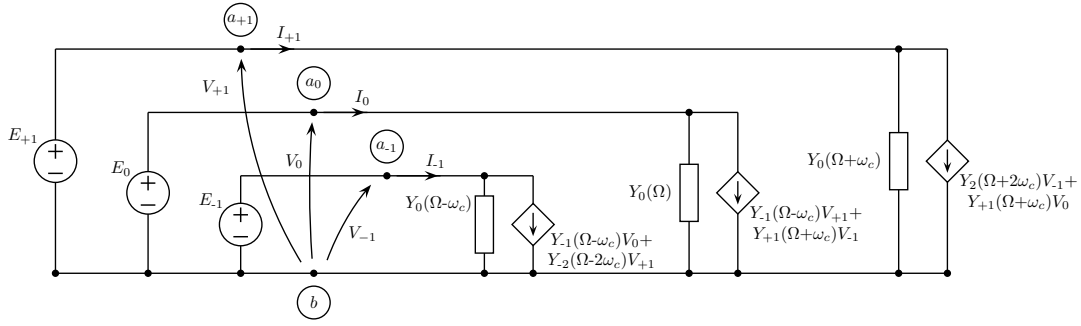 a+1
I+1
V+1
a0
I0
E+1
a-1
E0
V0
I-1
Y0(Ω+ωc)
Y0(Ω)
E-1
Y0(Ω-ωc)
V−1
Y2(Ω+2ωc)V-1+
Y+1(Ω+ωc)V0
Y-1(Ω-ωc)V+1+
Y+1(Ω+ωc)V-1
Y-1(Ω-ωc)V0+
Y-2(Ω-2ωc)V+1
b